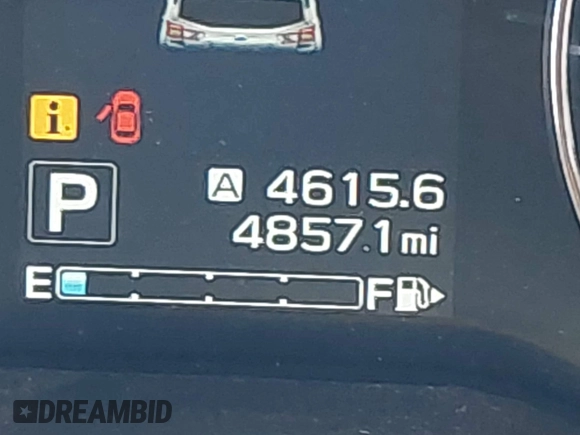 i
P
A 4615.6
4857.1 mi
E F
DREAMBID